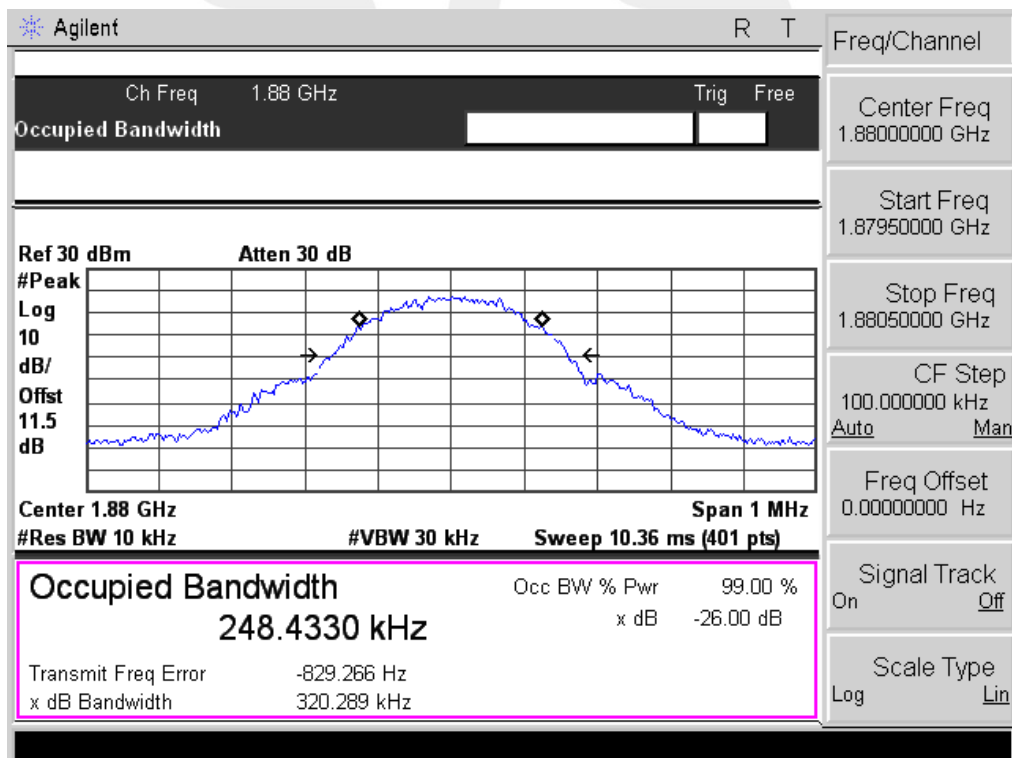 Agilent
R T
Freq/Channel
Ch Freq 1.88 GHz
Trig Free
Occupied Bandwidth
Center Freq
1.88000000 GHz
Start Freq
1.87950000 GHz
Stop Freq
1.88050000 GHz
CF Step
100.000000 kHz
Auto Man
Freq Offset
0.00000000 Hz
Signal Track
On Off
Scale Type
Log Lin
Ref 30 dBm
Atten 30 dB
#Peak
Log
10
dB/
Offst
11.5
dB
Center 1.88 GHz
Span 1 MHz
#Res BW 10 kHz
#VBW 30 kHz
Sweep 10.36 ms (401 pts)
Occupied Bandwidth
248.4330 kHz
Occ BW % Pwr 99.00 %
x dB -26.00 dB
Transmit Freq Error -829.266 Hz
x dB Bandwidth 320.289 kHz